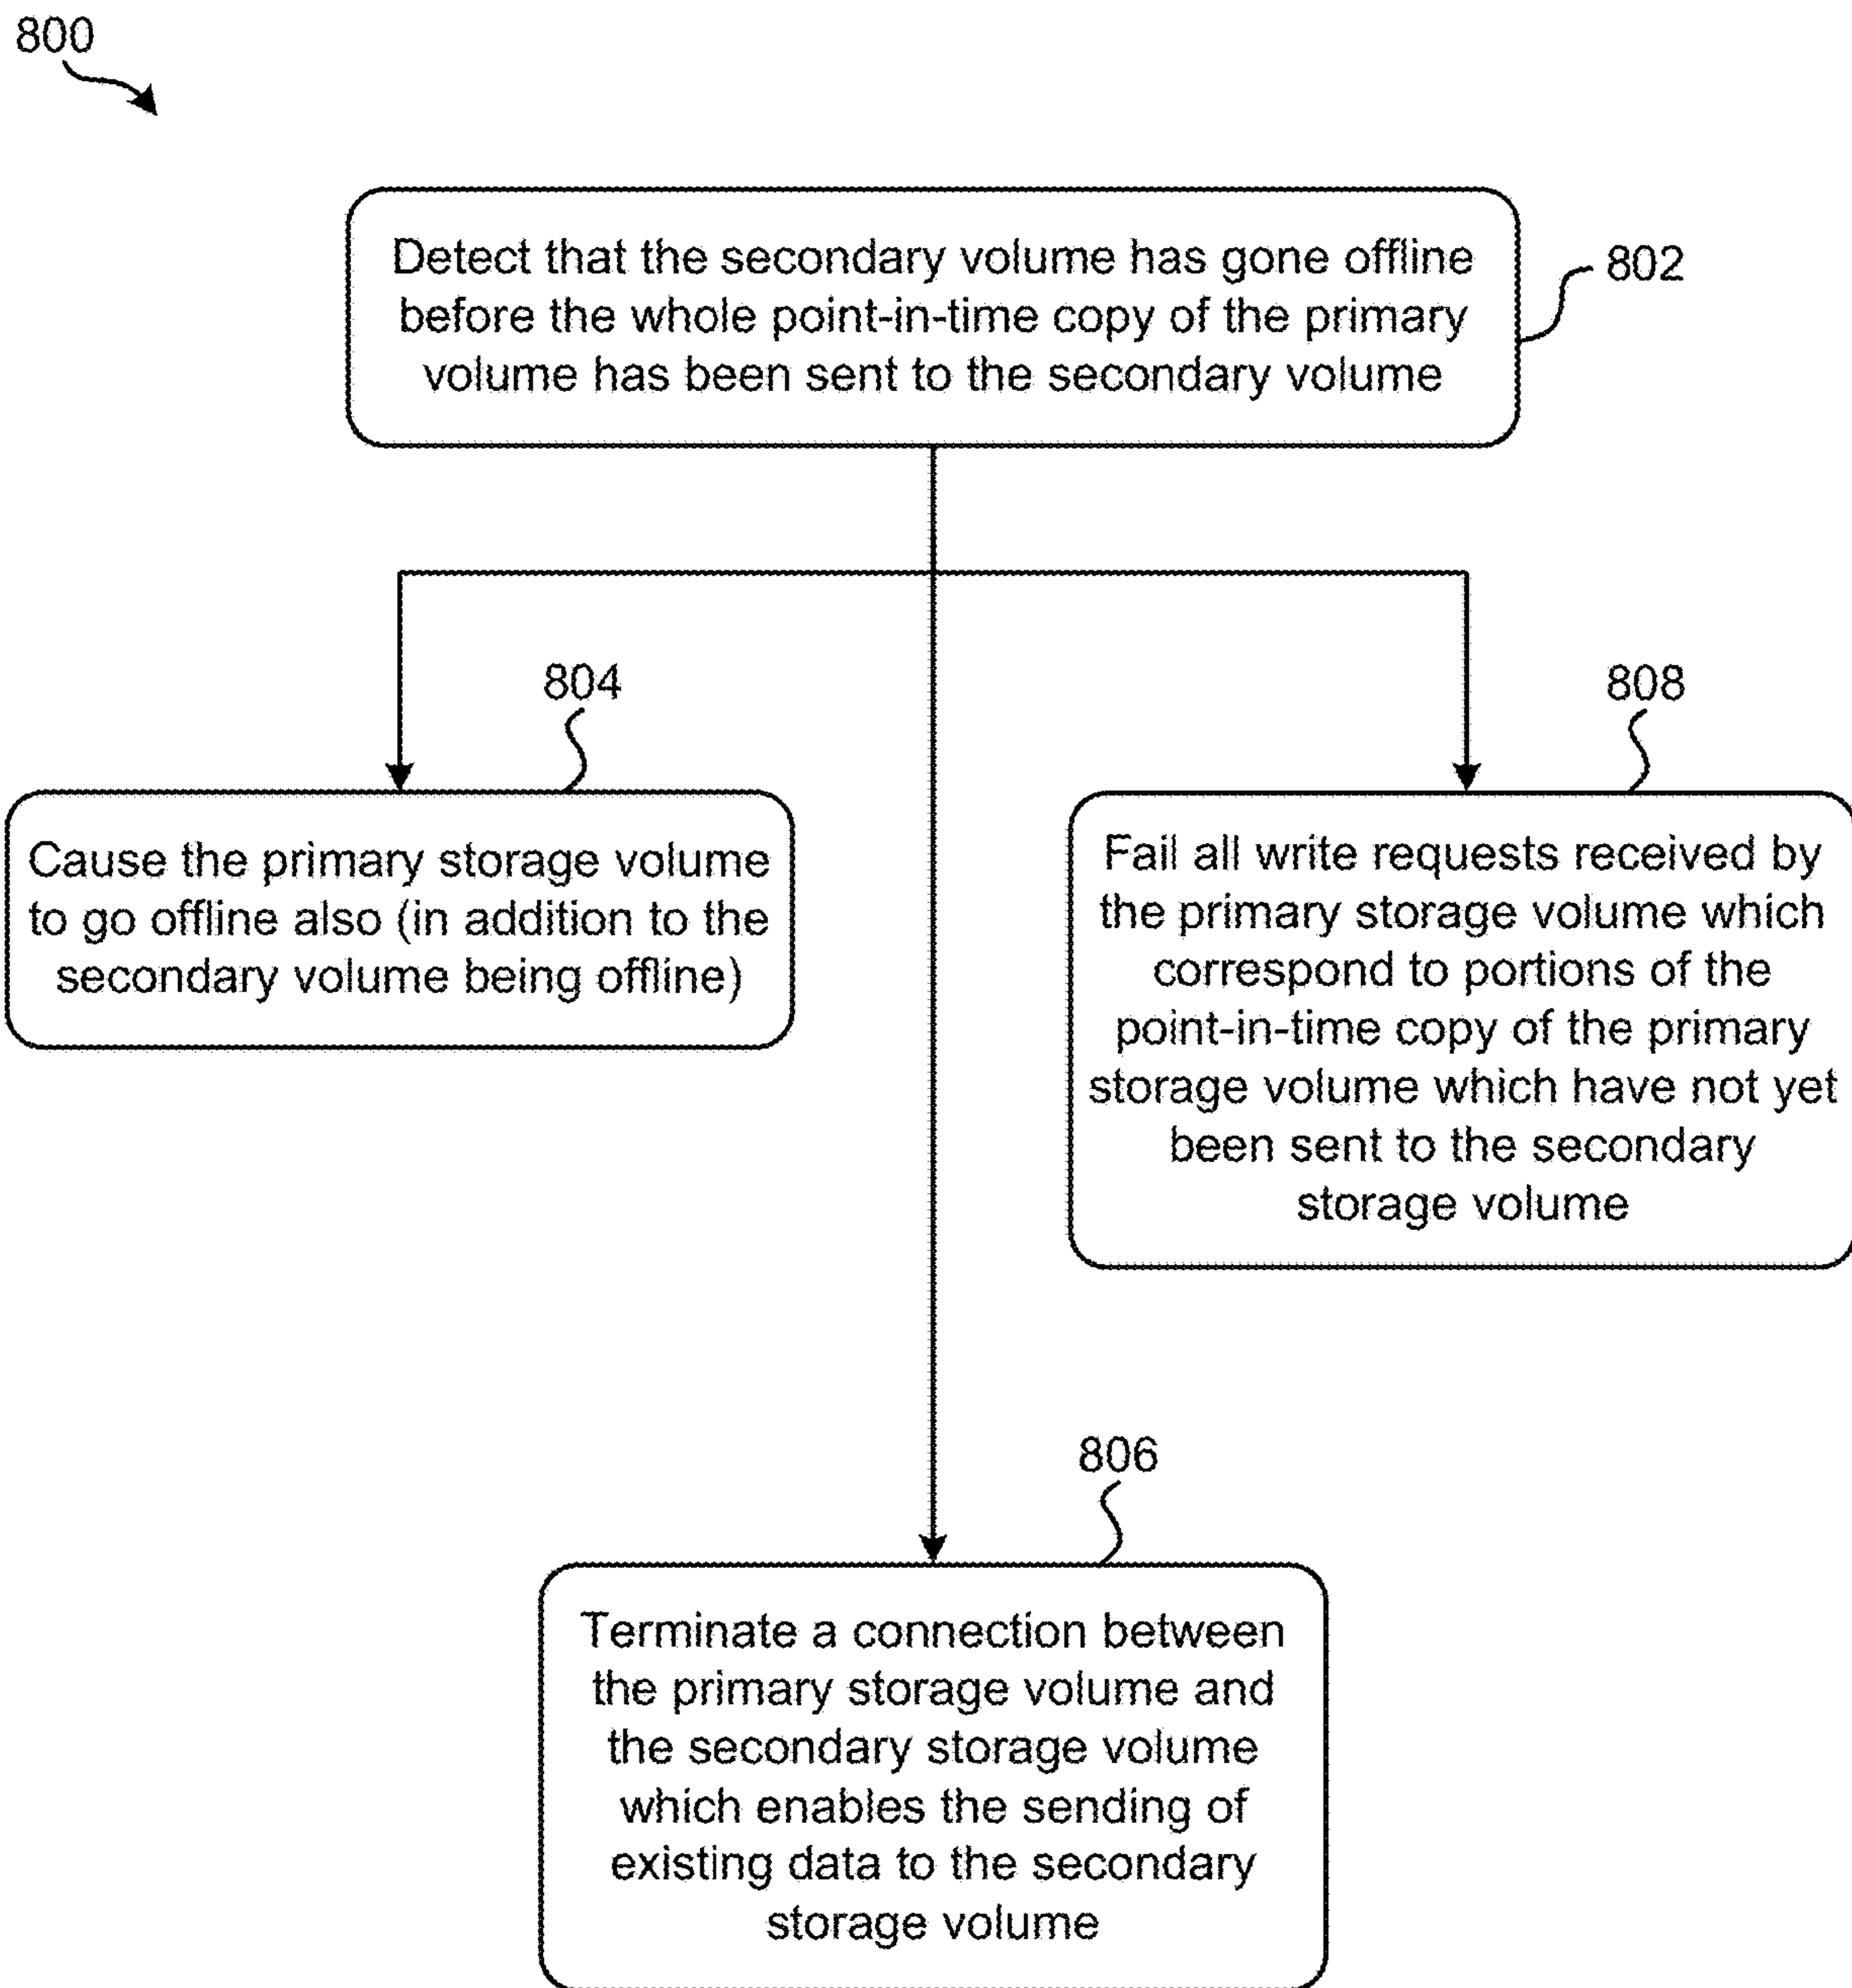 800
Detect that the secondary volume has gone offline
before the whole point-in-time copy of the primary
volume has been sent to the secondary volume
802
804
Cause the primary storage volume
to go offline also (in addition to the
secondary volume being offline)
808
Fail all write requests received by
the primary storage volume which
correspond to portions of the
point-in-time copy of the primary
storage volume which have not yet
been sent to the secondary
storage volume
806
Terminate a connection between
the primary storage volume and
the secondary storage volume
which enables the sending of
existing data to the secondary
storage volume